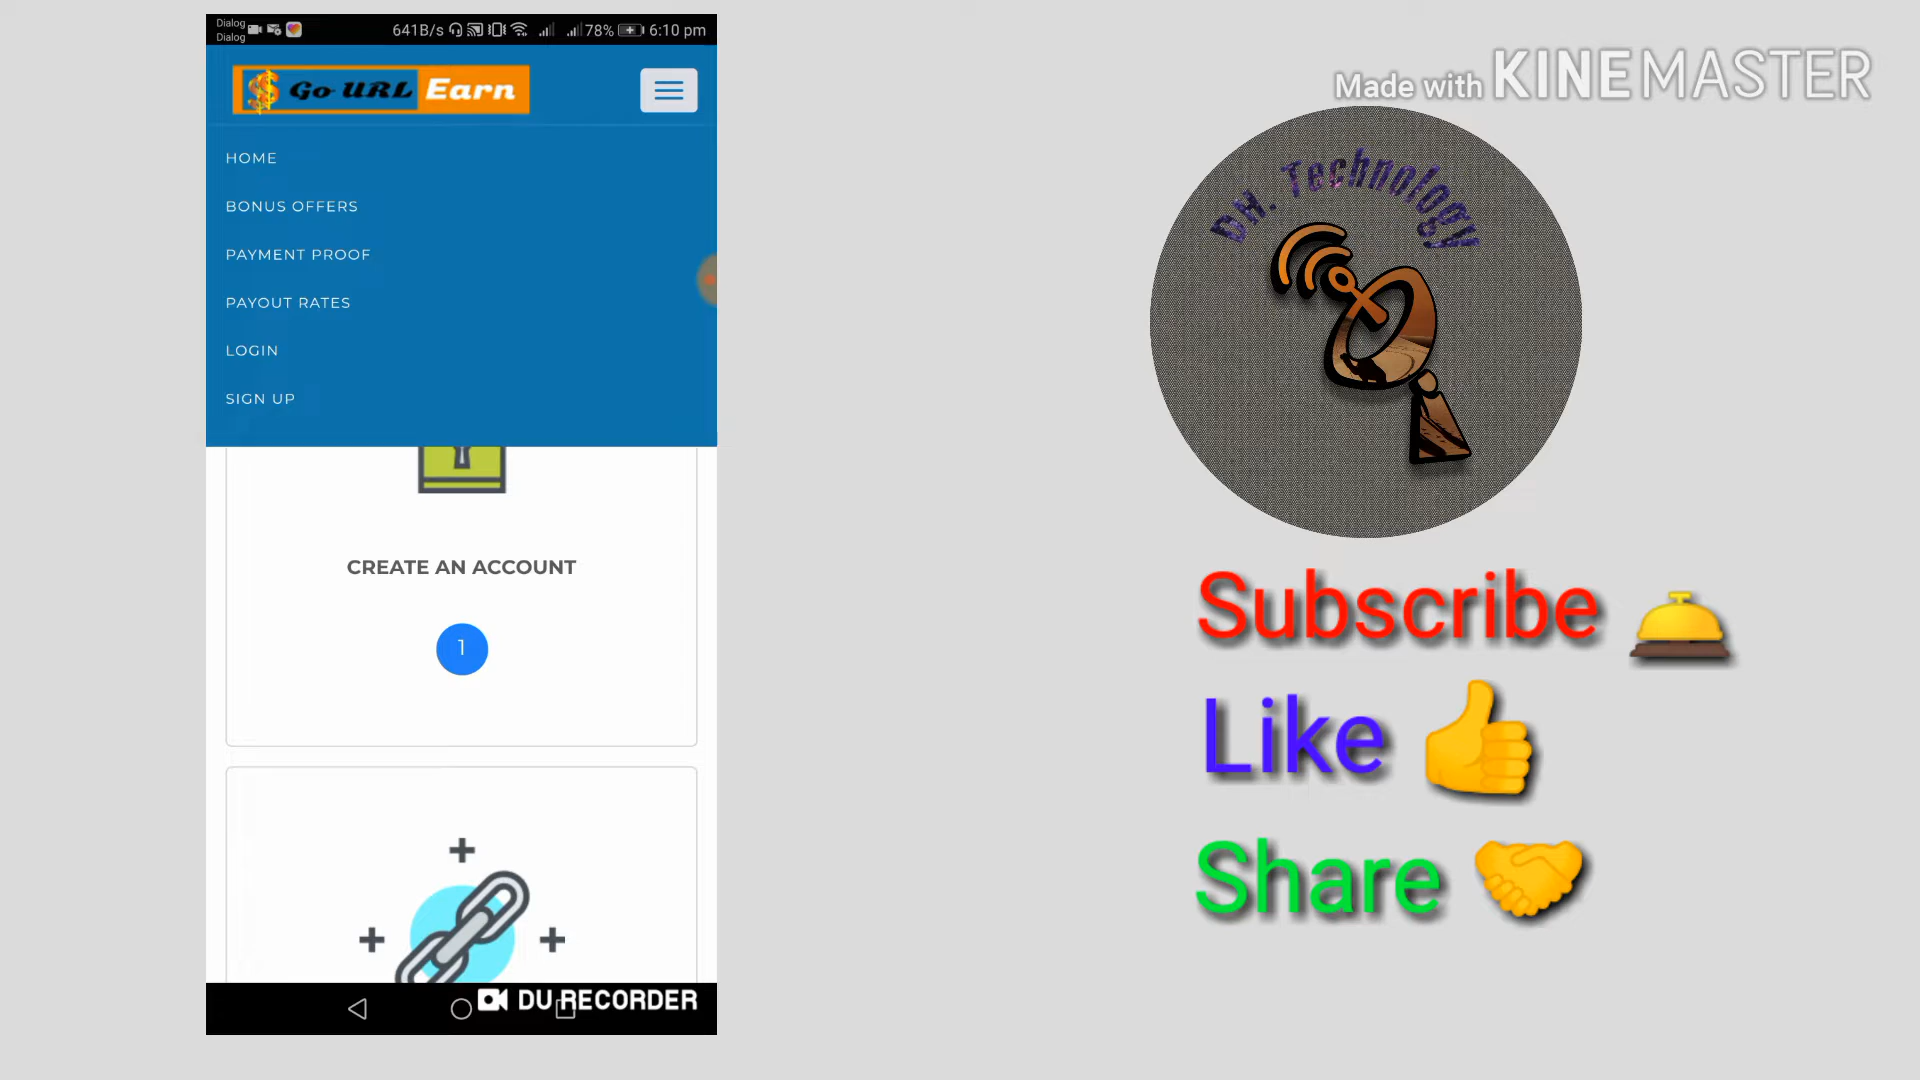 Dialog
Dialog
641B/s 78% 6:10 pm
Go URL Earn
HOME
BONUS OFFERS
PAYMENT PROOF
PAYOUT RATES
LOGIN
SIGN UP
CREATE AN ACCOUNT
1
DU RECORDER
Made with KINEMASTER
DH. Technology
Subscribe
Like
Share